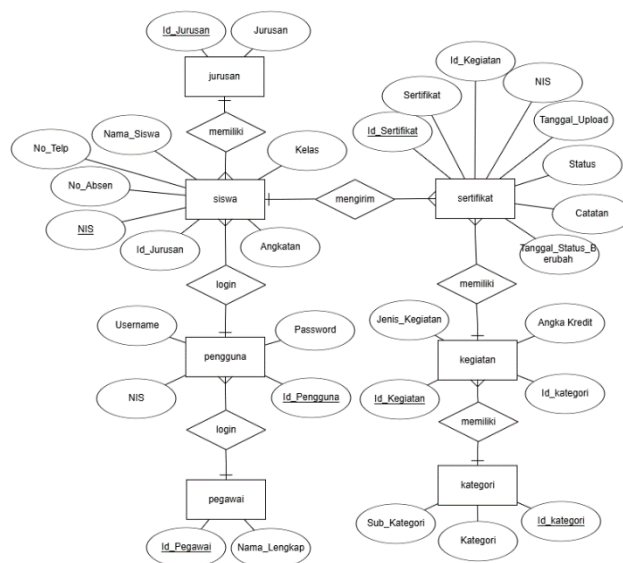 Id_Jurusan
Jurusan
jurusan
memiliki
Nama_Siswa
Kelas
No_Telp
No_Absen
siswa
NIS
Id_Jurusan
Angkatan
mengirim
Id_Kegiatan
Sertifikat
NIS
Id_Sertifikat
Tanggal_Upload
Status
sertifikat
Catatan
Tanggal_Status_B
erubah
login
memiliki
Username
Password
pengguna
NIS
Id_Pengguna
Jenis_Kegiatan
Angka Kredit
kegiatan
Id_Kegiatan
Id_kategori
login
memiliki
pegawai
Id_Pegawai
Nama_Lengkap
kategori
Sub_Kategori
Kategori
Id_kategori